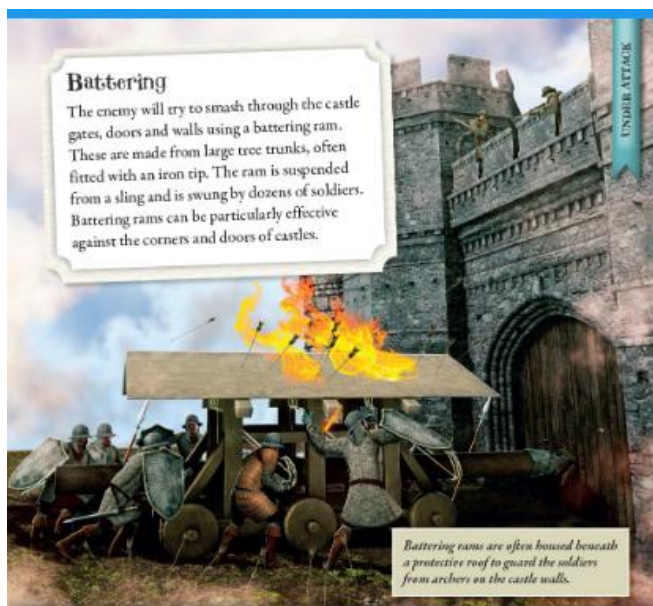 Battering
The enemy will try to smash through the castle
gates, doors and walls using a battering ram.
These are made from large tree trunks, often
fitted with an iron tip. The ram is suspended
from a sling and is swung by dozens of soldiers.
Battering rams can be particularly effective
against the corners and doors of castles.
UNDER ATTACK
Battering rams are often housed beneath
a protective roof to guard the soldiers
from archers on the castle walls.